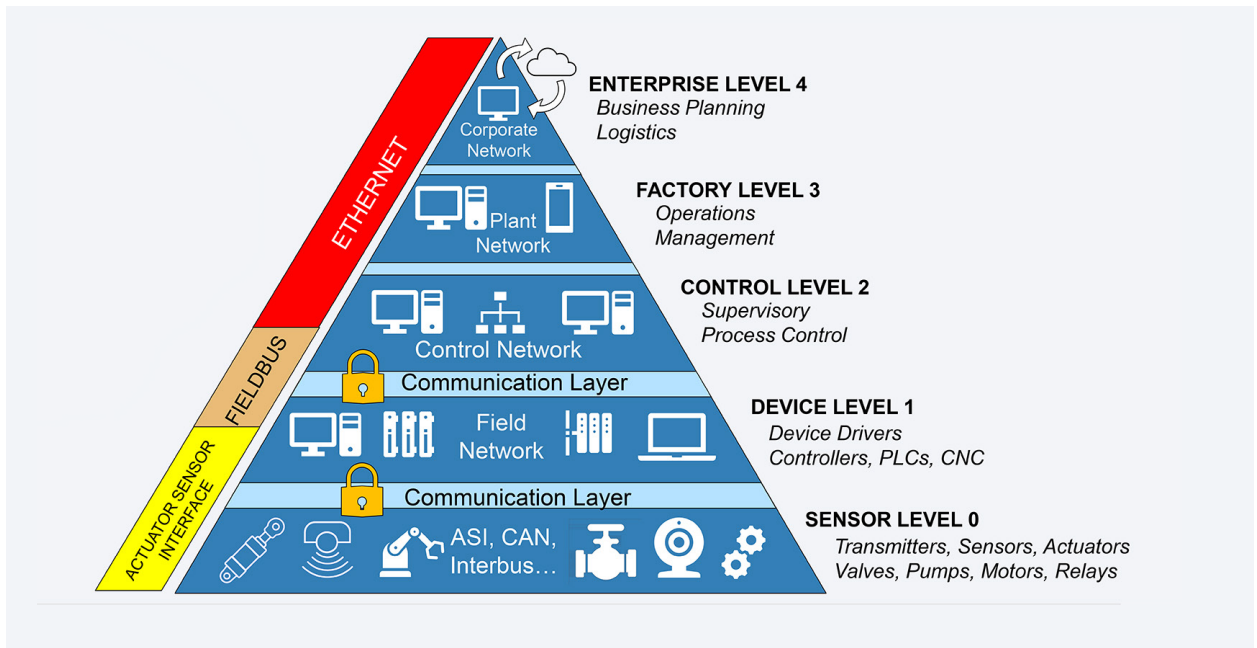 ETHERNET
FIELDBUS
ACTUATOR SENSOR
INTERFACE
Corporate
Network
ENTERPRISE LEVEL 4
Business Planning
Logistics
Plant
Network
FACTORY LEVEL 3
Operations
Management
Control Network
CONTROL LEVEL 2
Supervisory
Process Control
Communication Layer
Field
Network
DEVICE LEVEL 1
Device Drivers
Controllers, PLCs, CNC
Communication Layer
ASI, CAN,
Interbus...
SENSOR LEVEL 0
Transmitters, Sensors, Actuators
Valves, Pumps, Motors, Relays